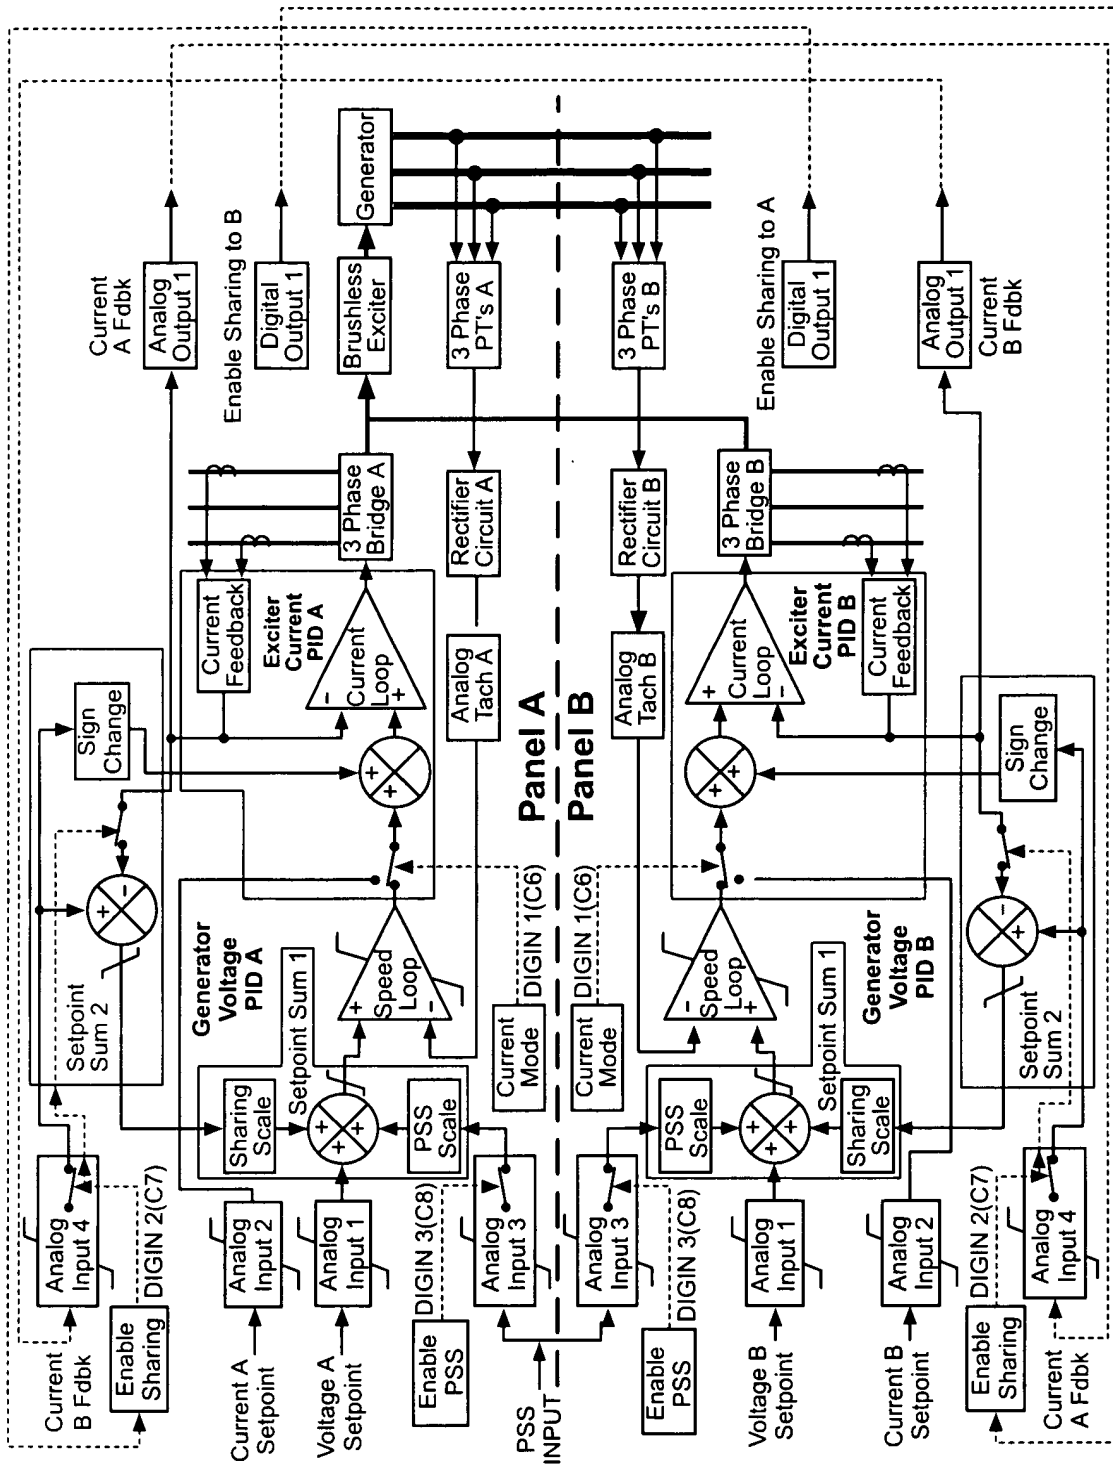 Current
B Fdbk
Enable
Sharing
DIGIN 2(C7)
Analog
Input 4
Setpoint
Sum 2
+
-
Sign
Change
Current
A Fdbk
Analog
Output 1
Enable Sharing to B
Digital
Output 1
Current A
Setpoint
Analog
Input 2
Voltage A
Setpoint
Analog
Input 1
Sharing
Scale
Setpoint Sum 1
+
+
+
PSS
Scale
Generator
Voltage
PID A
+
Speed
Loop
-
Current
Feedback
Exciter
Current
PID A
+
+
-
Current
Loop
+
3 Phase
Bridge A
Brushless
Exciter
Generator
Enable
PSS
DIGIN 3(C8)
Analog
Input 3
Current
Mode
DIGIN 1(C6)
Analog
Tach A
Rectifier
Circuit A
3 Phase
PT's A
PSS
INPUT
Panel A
Panel B
Analog
Input 3
DIGIN 3(C8)
Enable
PSS
Current
Mode
DIGIN 1(C6)
Analog
Tach B
Rectifier
Circuit B
3 Phase
PT's B
Voltage B
Setpoint
Analog
Input 1
PSS
Scale
+
+
+
Setpoint Sum 1
Sharing
Scale
-
Speed
Loop
+
Generator
Voltage
PID B
+
+
+
Current
Loop
-
3 Phase
Bridge B
Exciter
Current
PID B
Current
Feedback
Enable Sharing to A
Digital
Output 1
Current B
Setpoint
Analog
Input 2
Enable
Sharing
DIGIN 2(C7)
Current
A Fdbk
Analog
Input 4
Setpoint
Sum 2
-
+
Sign
Change
Analog
Output 1
Current
B Fdbk